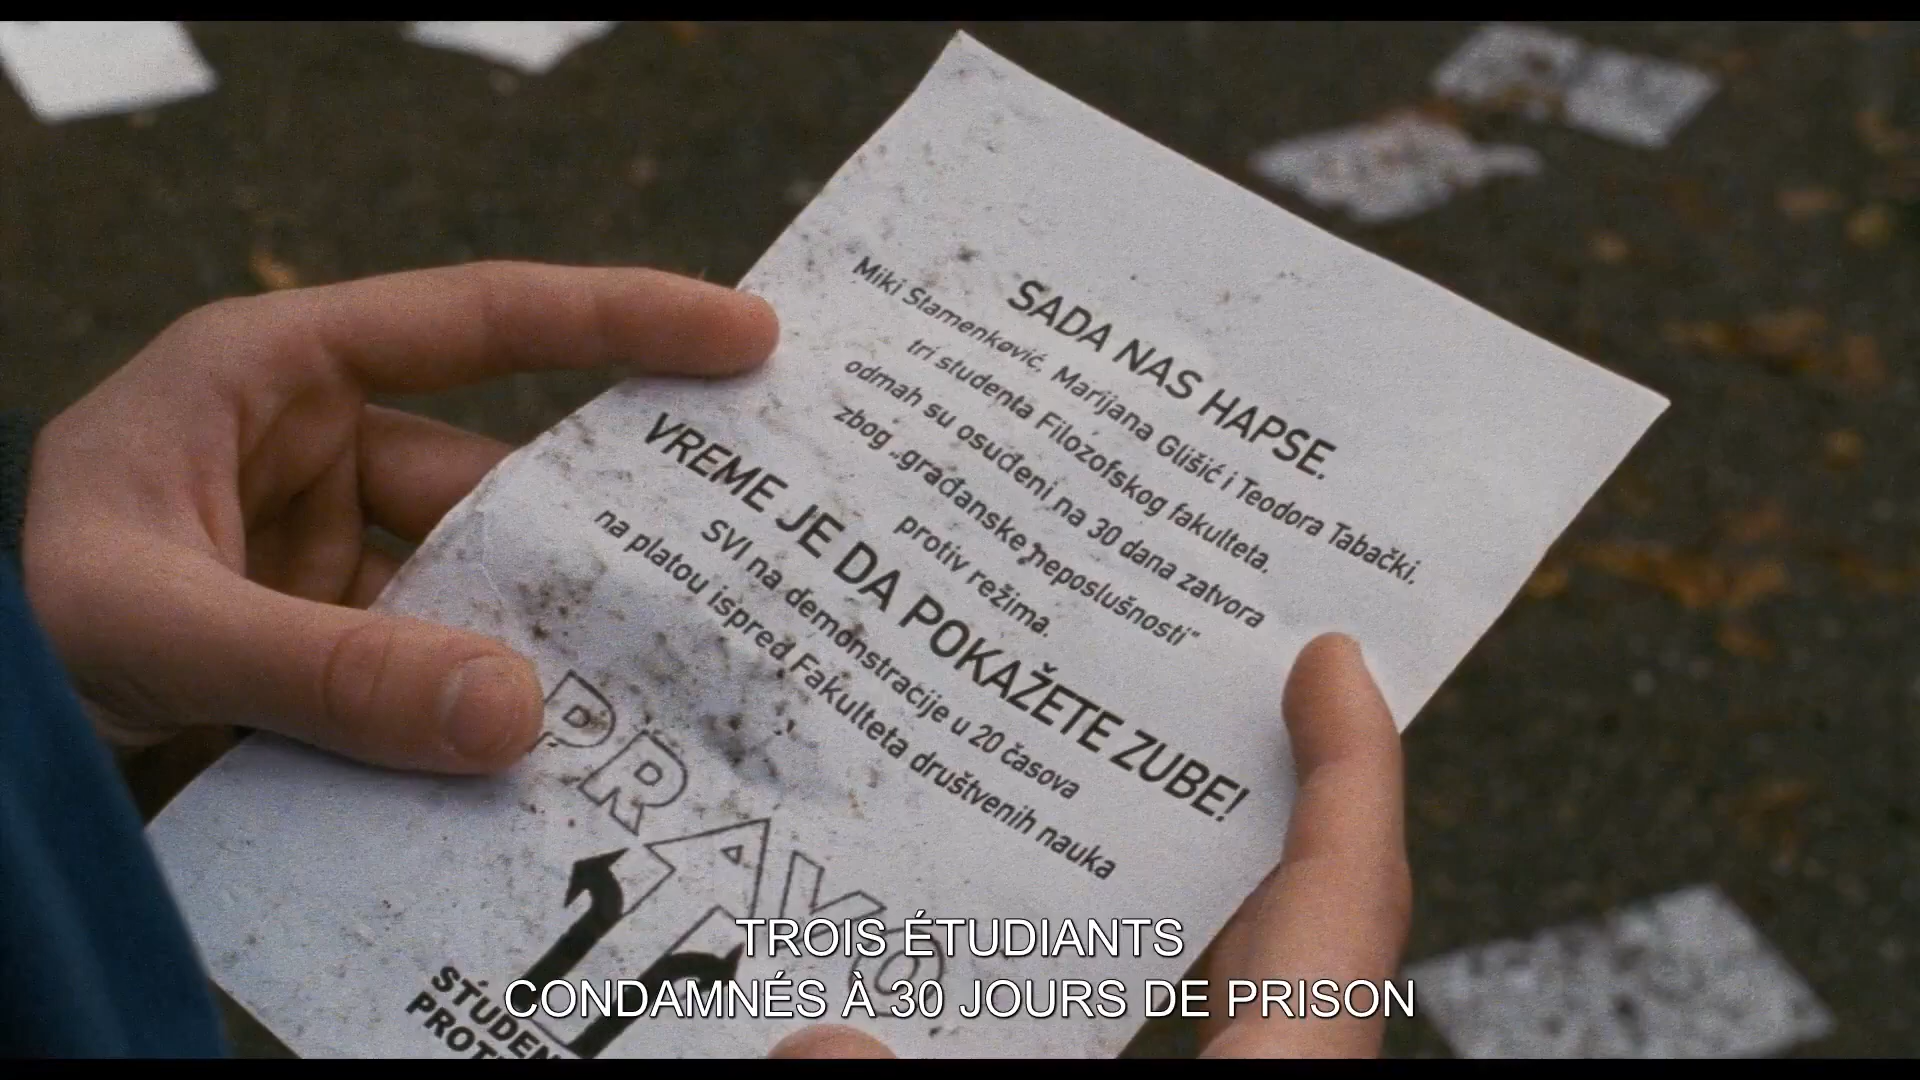 SADA NAS HAPSE.
Miki Stamenković, Marijana Glišić i Teodora Tabački,
tri studenta Filozofskog fakulteta,
odmah su osuđeni na 30 dana zatvora
zbog „građanske neposlušnosti“
protiv režima.
VREME JE DA POKAŽETE ZUBE!
SVI na demonstracije u 20 časova
na platou ispred Fakulteta društvenih nauka
PRAVO
TROIS ÉTUDIANTS
CONDAMNÉS À 30 JOURS DE PRISON